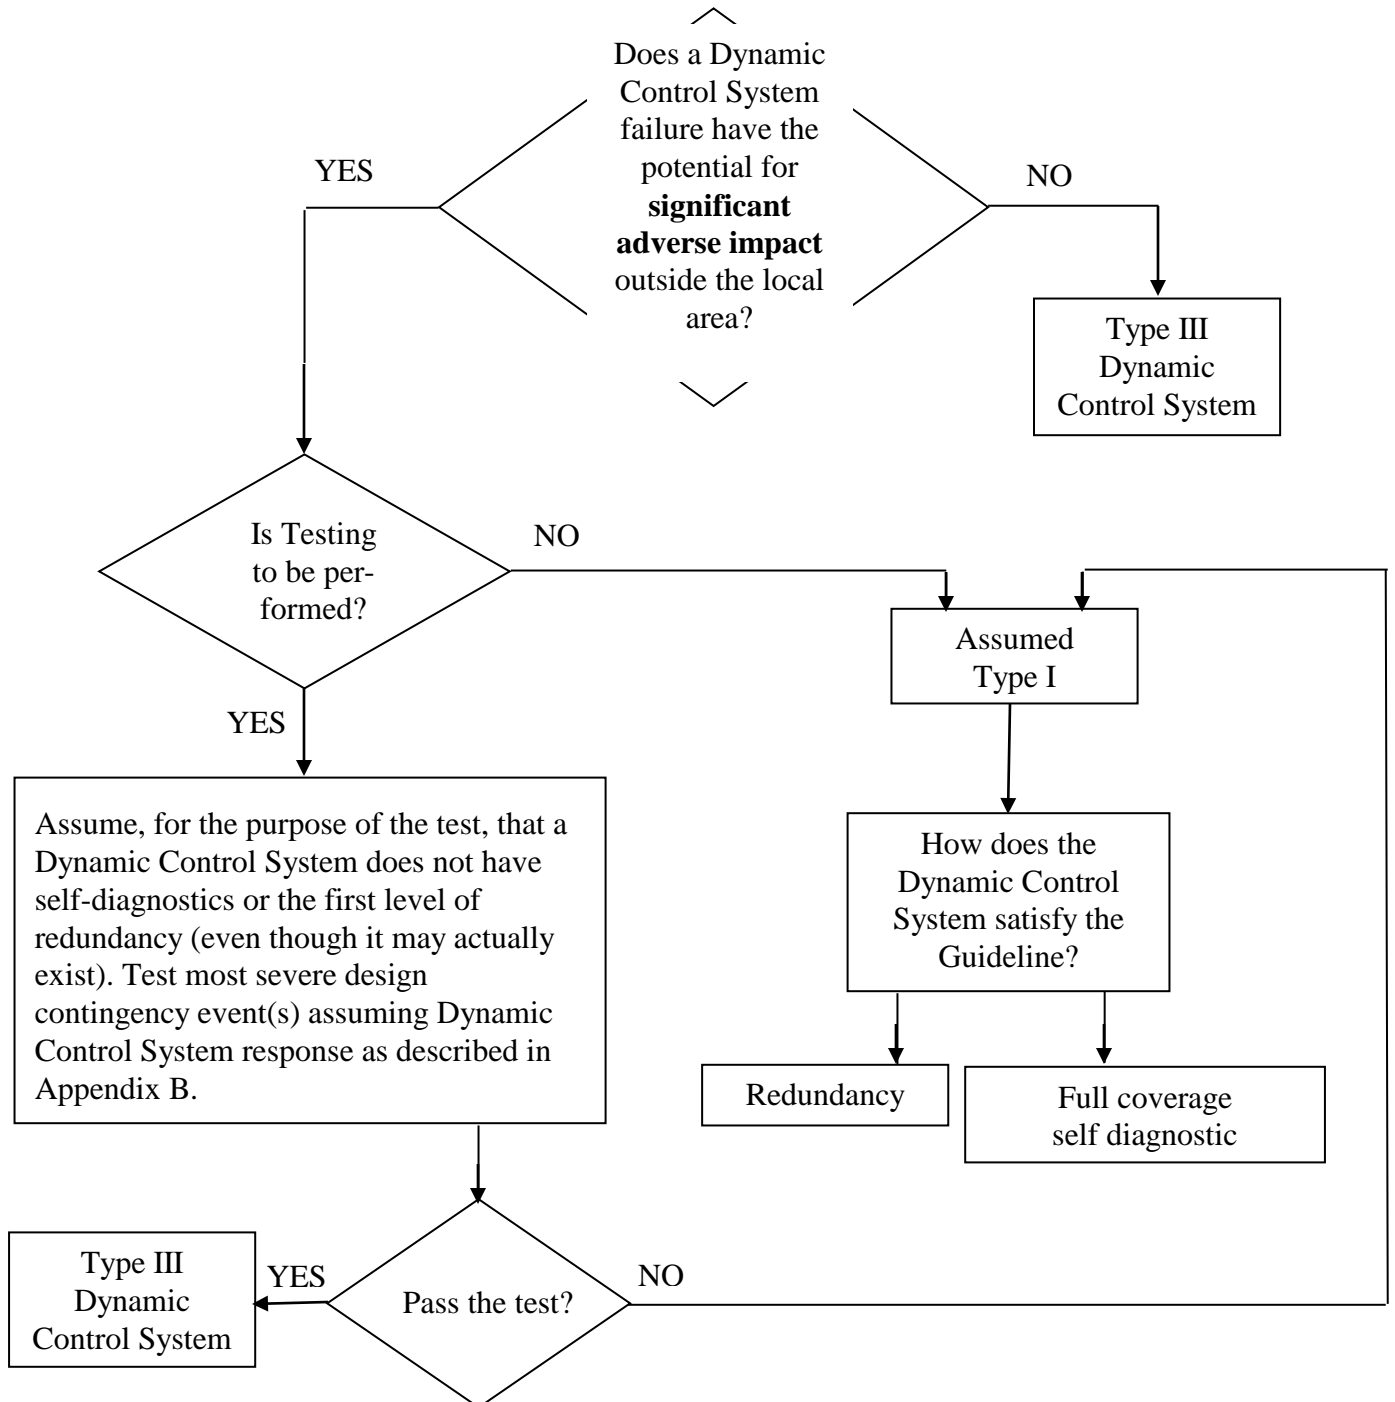 Does a Dynamic
Control System
failure have the
potential for
significant
adverse impact
outside the local
area?
YES
NO
Type III
Dynamic
Control System
Is Testing
to be per-
formed?
NO
YES
Assumed
Type I
Assume, for the purpose of the test, that a
Dynamic Control System does not have
self-diagnostics or the first level of
redundancy (even though it may actually
exist). Test most severe design
contingency event(s) assuming Dynamic
Control System response as described in
Appendix B.
How does the
Dynamic Control
System satisfy the
Guideline?
Redundancy
Full coverage
self diagnostic
Type III
Dynamic
Control System
YES
Pass the test?
NO